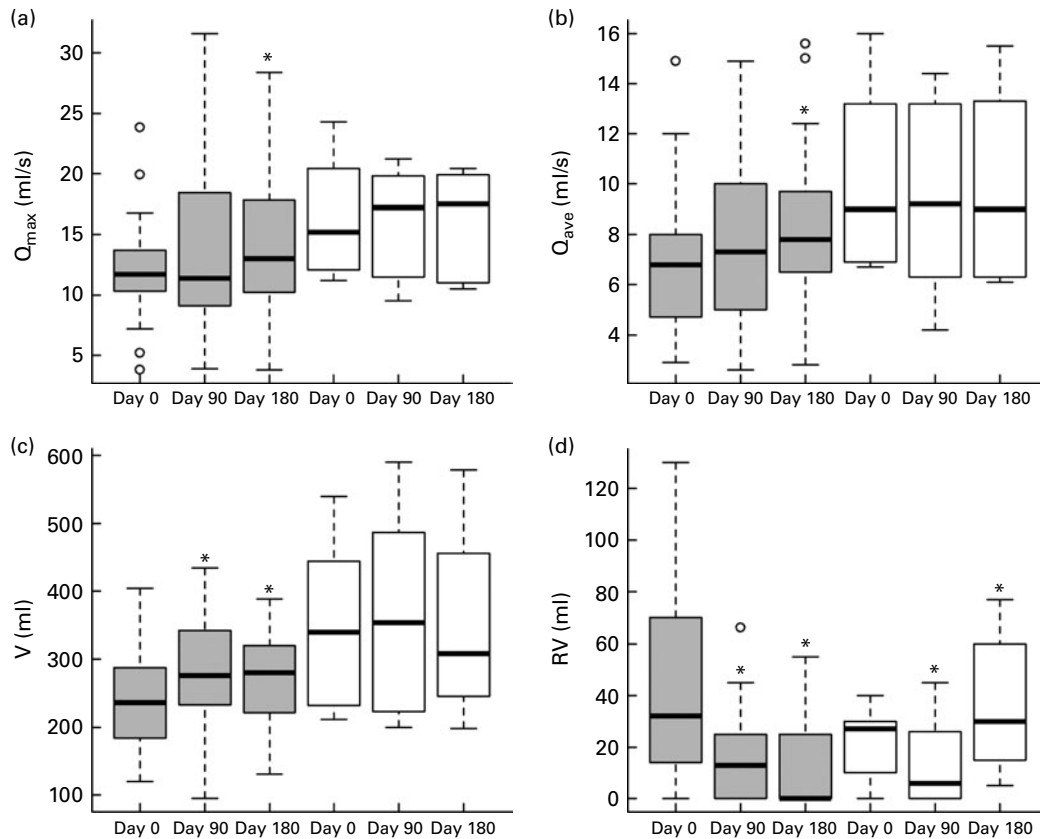 (a)
Qmax (ml/s)
30
25
20
15
10
5
*
Day 0 Day 90 Day 180 Day 0 Day 90 Day 180
(b)
Qave (ml/s)
16
14
12
10
8
6
4
*
Day 0 Day 90 Day 180 Day 0 Day 90 Day 180
(c)
V (ml)
600
500
400
300
200
100
* *
Day 0 Day 90 Day 180 Day 0 Day 90 Day 180
(d)
RV (ml)
120
100
80
60
40
20
0
* * * *
Day 0 Day 90 Day 180 Day 0 Day 90 Day 180